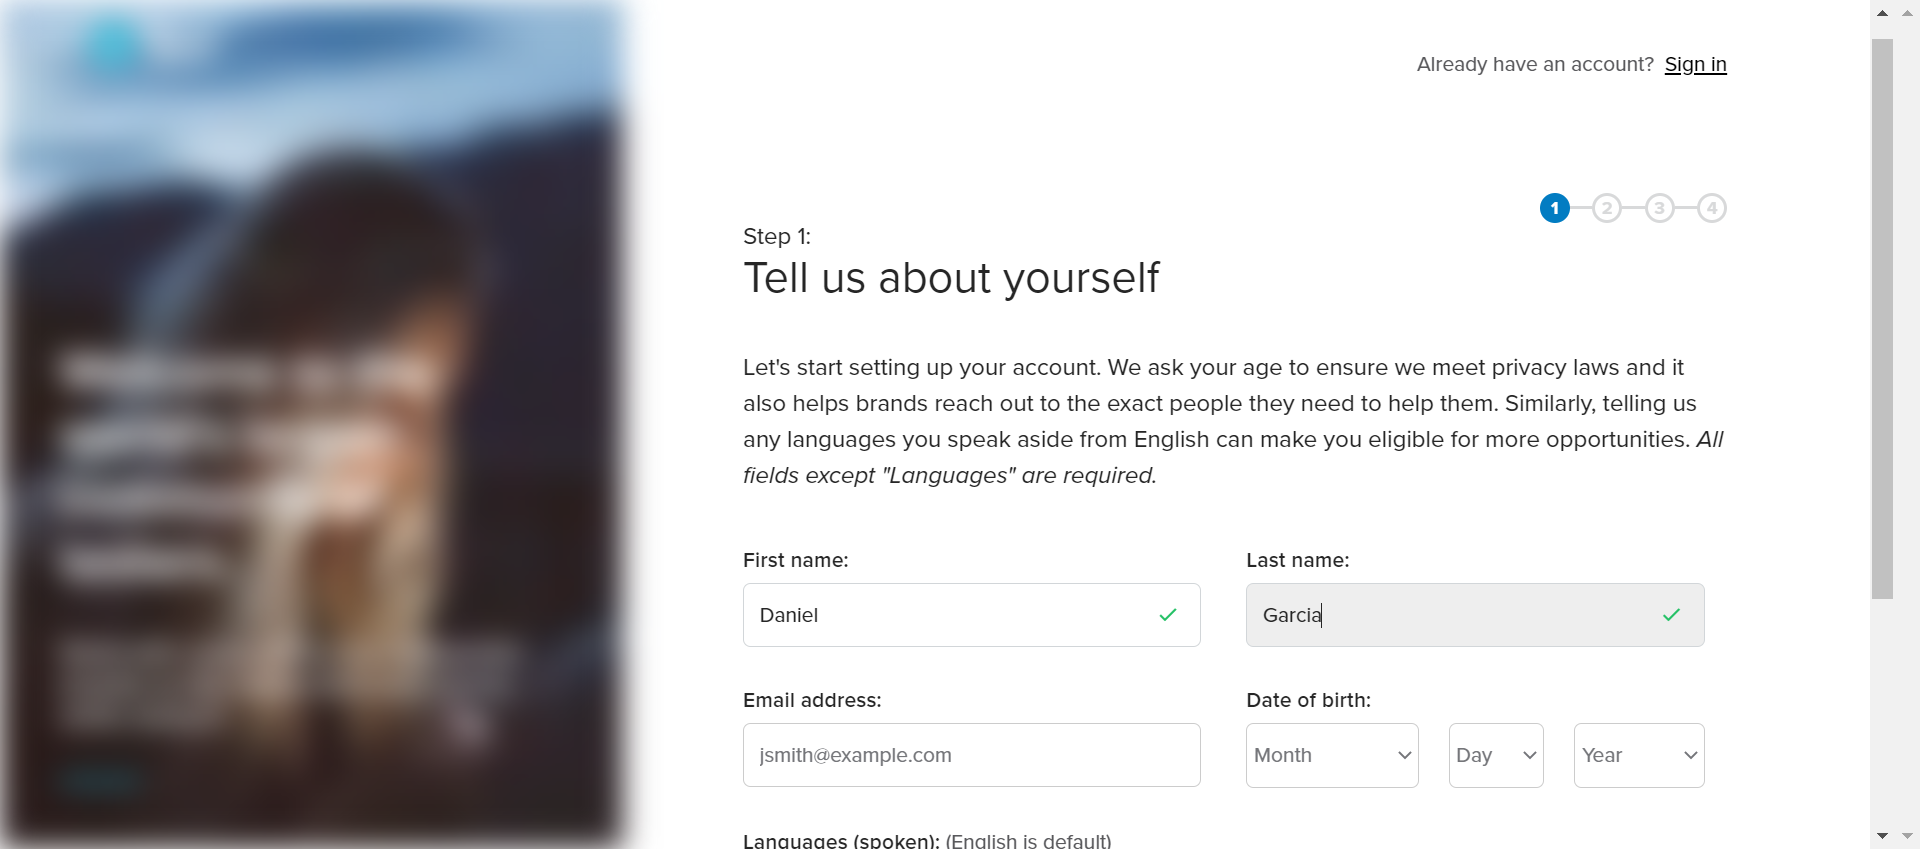 Already have an account? Sign in
1 2 3 4
Step 1:
Tell us about yourself
Let's start setting up your account. We ask your age to ensure we meet privacy laws and it
also helps brands reach out to the exact people they need to help them. Similarly, telling us
any languages you speak aside from English can make you eligible for more opportunities. All
fields except "Languages" are required.
First name: Last name:
Daniel Garcia
Email address: Date of birth:
jsmith@example.com Month Day Year
Languages (spoken): (English is default)